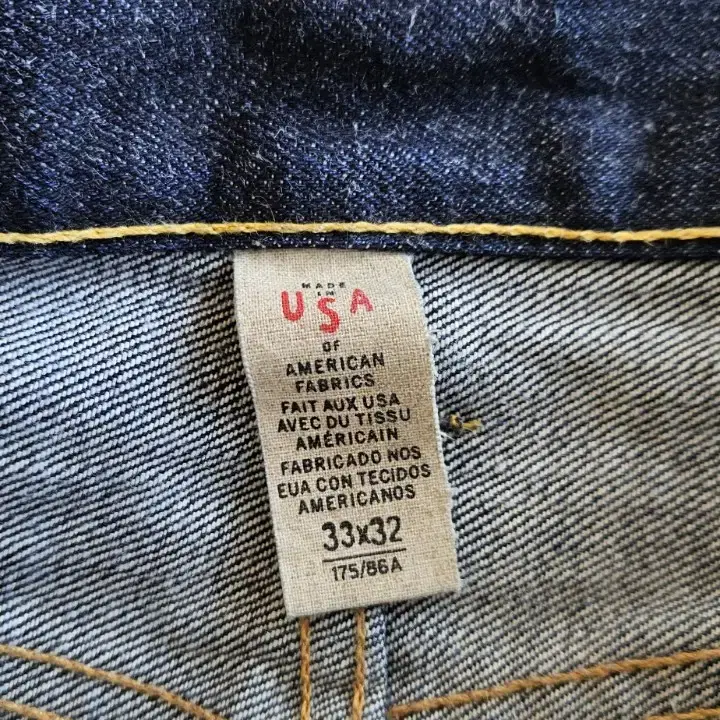 MADE
IN
USA
OF
AMERICAN
FABRICS
FAIT AUX USA
AVEC DU TISSU
AMÉRICAIN
FABRICADO NOS
EUA CON TECIDOS
AMERICANOS
33x32
175/86A